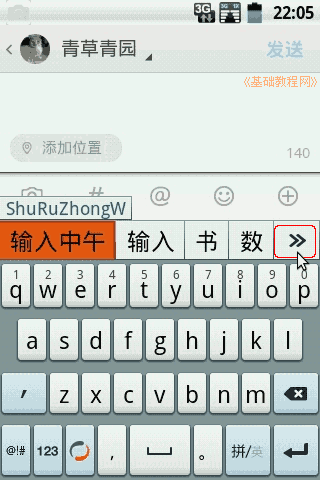 3G 22:05
青草青园 发送
《基础教程网》
添加位置 140
# @
ShuRuZhongW
输入中午 输入 书 数 »
1 2 3 4 5 6 7 8 9 0
q w e r t y u i o p
a s d f g h j k l
, z x c v b n m
@!# 123 , 。 拼/英